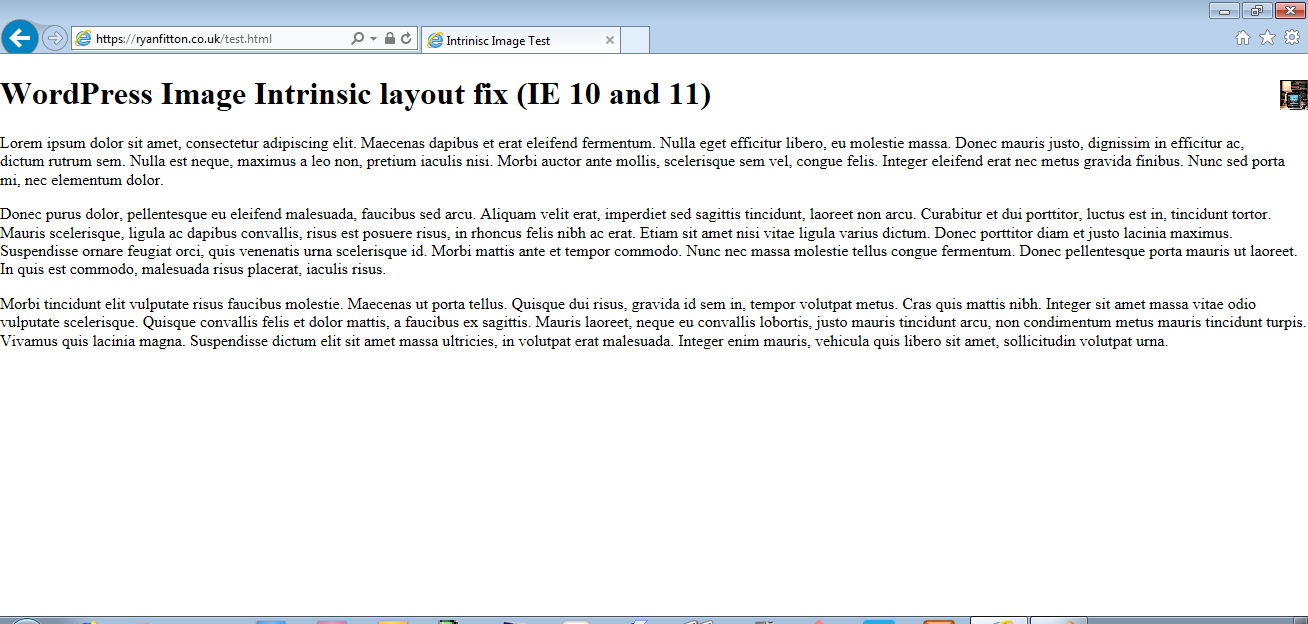 https://ryanfitton.co.uk/test.html
Intrinisc Image Test
WordPress Image Intrinsic layout fix (IE 10 and 11)
Lorem ipsum dolor sit amet, consectetur adipiscing elit. Maecenas dapibus et erat eleifend fermentum. Nulla eget efficitur libero, eu molestie massa. Donec mauris justo, dignissim in efficitur ac,
dictum rutrum sem. Nulla est neque, maximus a leo non, pretium iaculis nisi. Morbi auctor ante mollis, scelerisque sem vel, congue felis. Integer eleifend erat nec metus gravida finibus. Nunc sed porta
mi, nec elementum dolor.
Donec purus dolor, pellentesque eu eleifend malesuada, faucibus sed arcu. Aliquam velit erat, imperdiet sed sagittis tincidunt, laoreet non arcu. Curabitur et dui porttitor, luctus est in, tincidunt tortor.
Mauris scelerisque, ligula ac dapibus convallis, risus est posuere risus, in rhoncus felis nibh ac erat. Etiam sit amet nisi vitae ligula varius dictum. Donec porttitor diam et justo lacinia maximus.
Suspendisse ornare feugiat orci, quis venenatis urna scelerisque id. Morbi mattis ante et tempor commodo. Nunc nec massa molestie tellus congue fermentum. Donec pellentesque porta mauris ut laoreet.
In quis est commodo, malesuada risus placerat, iaculis risus.
Morbi tincidunt elit vulputate risus faucibus molestie. Maecenas ut porta tellus. Quisque dui risus, gravida id sem in, tempor volutpat metus. Cras quis mattis nibh. Integer sit amet massa vitae odio
vulputate scelerisque. Quisque convallis felis et dolor mattis, a faucibus ex sagittis. Mauris laoreet, neque eu convallis lobortis, justo mauris tincidunt arcu, non condimentum metus mauris tincidunt turpis.
Vivamus quis lacinia magna. Suspendisse dictum elit sit amet massa ultricies, in volutpat erat malesuada. Integer enim mauris, vehicula quis libero sit amet, sollicitudin volutpat urna.